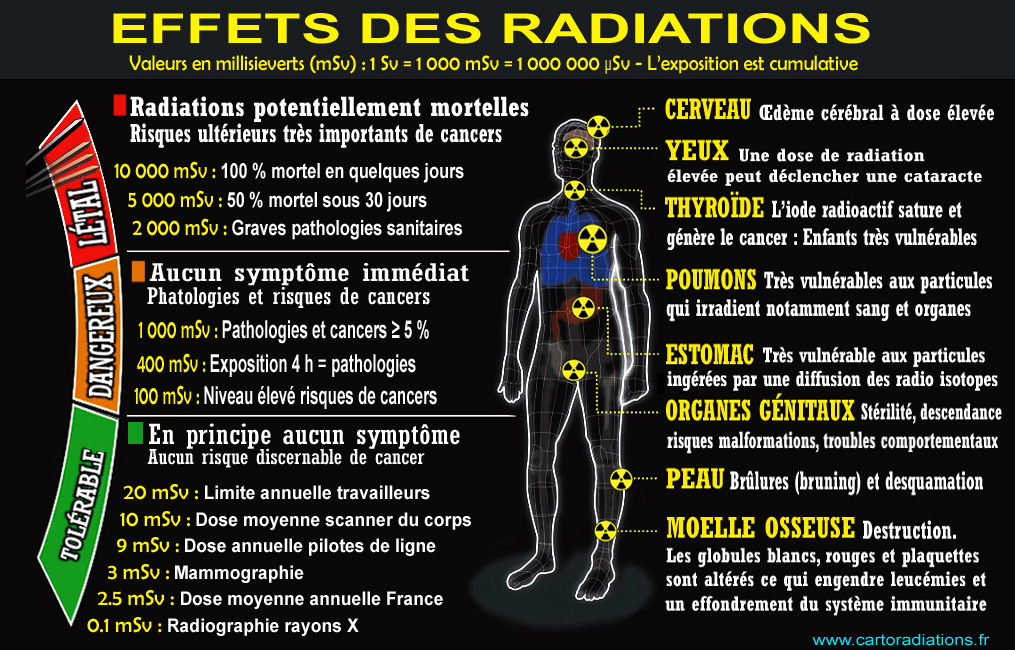 EFFETS DES RADIATIONS
Valeurs en millisieverts (mSv) : 1 Sv = 1 000 mSv = 1 000 000 µSv - L'exposition est cumulative
LÉTAL
Radiations potentiellement mortelles
Risques ultérieurs très importants de cancers
10 000 mSv : 100 % mortel en quelques jours
5 000 mSv : 50 % mortel sous 30 jours
2 000 mSv : Graves pathologies sanitaires
DANGEREUX
Aucun symptôme immédiat
Phatologies et risques de cancers
1 000 mSv : Pathologies et cancers ≥ 5 %
400 mSv : Exposition 4 h = pathologies
100 mSv : Niveau élevé risques de cancers
TOLÉRABLE
En principe aucun symptôme
Aucun risque discernable de cancer
20 mSv : Limite annuelle travailleurs
10 mSv : Dose moyenne scanner du corps
9 mSv : Dose annuelle pilotes de ligne
3 mSv : Mammographie
2.5 mSv : Dose moyenne annuelle France
0.1 mSv : Radiographie rayons X
CERVEAU Œdème cérébral à dose élevée
YEUX Une dose de radiation
élevée peut déclencher une cataracte
THYROÏDE L'iode radioactif sature et
génère le cancer : Enfants très vulnérables
POUMONS Très vulnérables aux particules
qui irradient notamment sang et organes
ESTOMAC Très vulnérable aux particules
ingérées par une diffusion des radio isotopes
ORGANES GÉNITAUX Stérilité, descendance
risques malformations, troubles comportementaux
PEAU Brûlures (bruning) et desquamation
MOELLE OSSEUSE Destruction.
Les globules blancs, rouges et plaquettes
sont altérés ce qui engendre leucémies et
un effondrement du système immunitaire
www.cartoradiations.fr